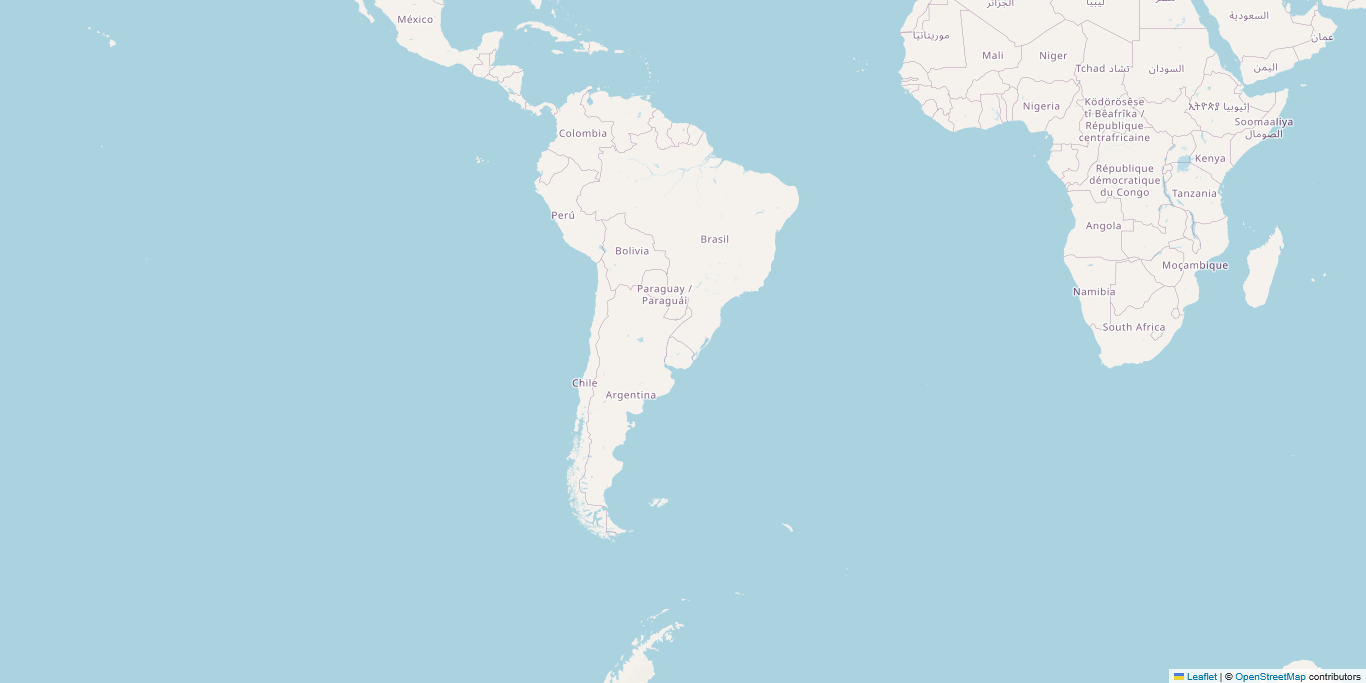 الجزائر
ليبيا
México
السعودية
موريتانيا
عمان
Mali
Niger
Tchad تشاد
السودان
اليمن
Nigeria
Ködörösêse
tî Bêafrîka /
République
centrafricaine
ኢትዮጵያ إثيوبيا
Soomaaliya
الصومال
Colombia
Kenya
République
démocratique
du Congo
Tanzania
Perú
Angola
Brasil
Bolivia
Moçambique
Paraguay /
Paraguái
Namibia
South Africa
Chile
Argentina
Leaflet | © OpenStreetMap contributors